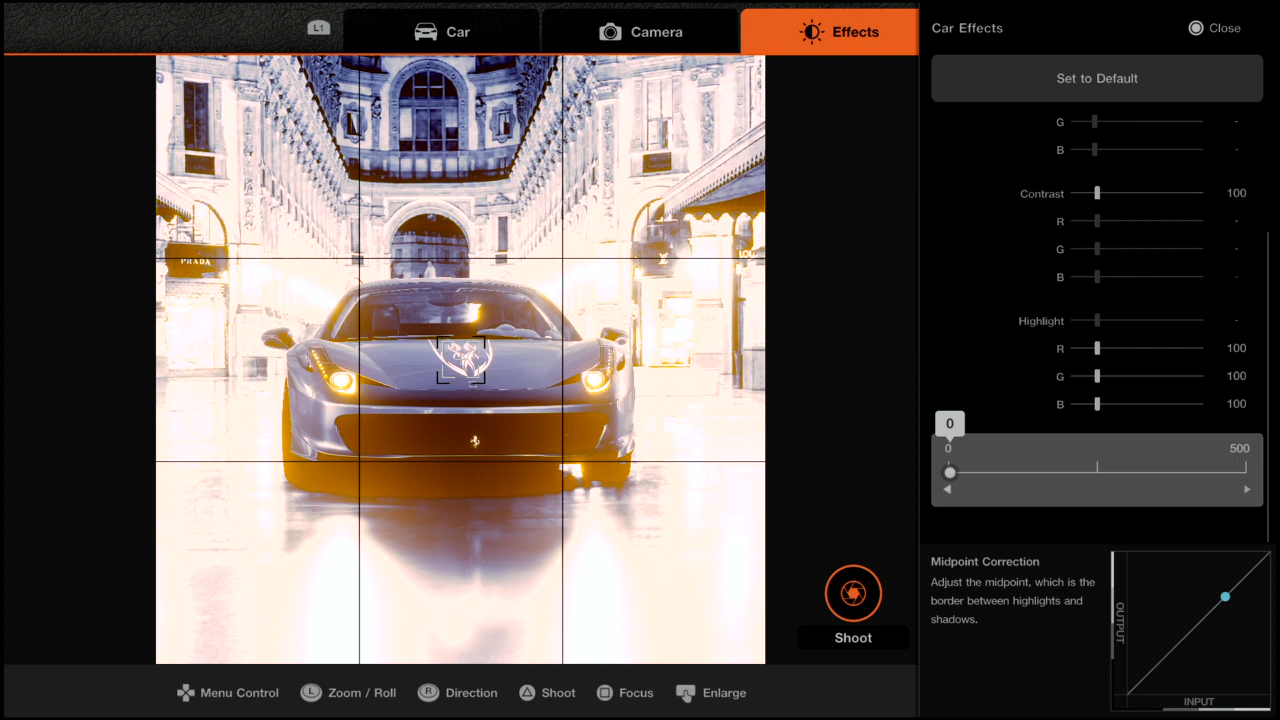 L1
Car
Camera
Effects
Car Effects
Close
Set to Default
G -
B -
Contrast 100
R -
G -
B -
Highlight -
R 100
G 100
B 100
0
0 500
Midpoint Correction
Adjust the midpoint, which is the
border between highlights and
shadows.
OUTPUT
INPUT
PRADA
LV
Shoot
Menu Control
L Zoom / Roll
R Direction
Shoot
Focus
Enlarge